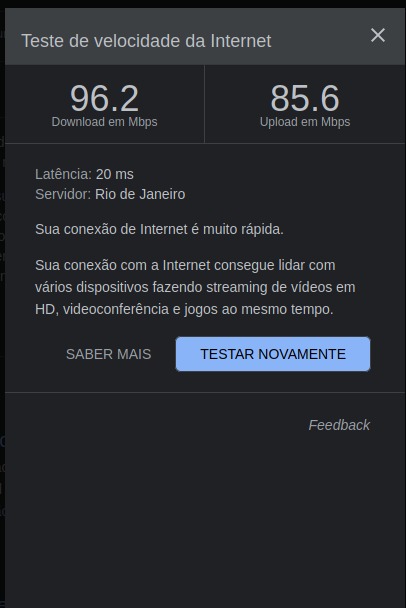 Teste de velocidade da Internet
96.2
Download em Mbps
85.6
Upload em Mbps
Latência: 20 ms
Servidor: Rio de Janeiro
Sua conexão de Internet é muito rápida.
Sua conexão com a Internet consegue lidar com
vários dispositivos fazendo streaming de vídeos em
HD, videoconferência e jogos ao mesmo tempo.
SABER MAIS
TESTAR NOVAMENTE
Feedback